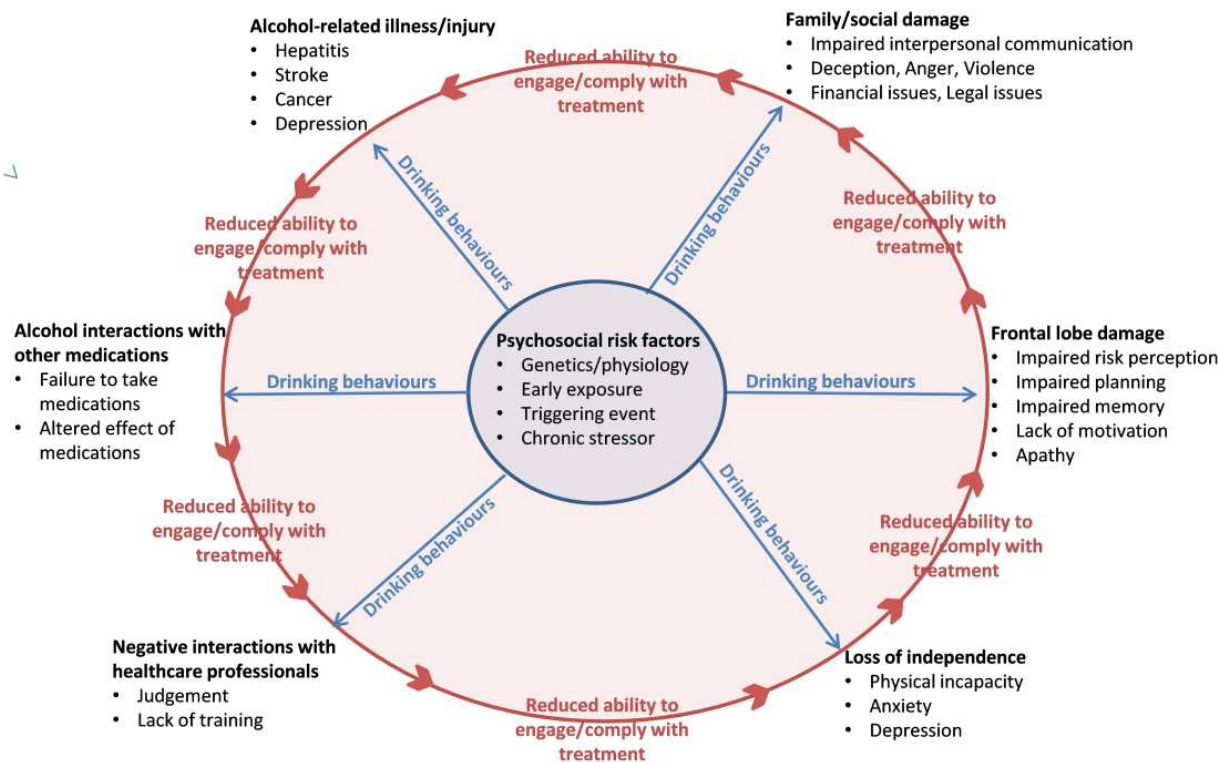 Alcohol-related illness/injury
• Hepatitis
• Stroke
• Cancer
• Depression
Reduced ability to
engage/comply with
treatment
Family/social damage
• Impaired interpersonal communication
• Deception, Anger, Violence
• Financial issues, Legal issues
Drinking behaviours
Drinking behaviours
Reduced ability to
engage/comply with
treatment
Reduced ability to
engage/comply with
treatment
Alcohol interactions with
other medications
• Failure to take
medications
• Altered effect of
medications
Drinking behaviours
Psychosocial risk factors
• Genetics/physiology
• Early exposure
• Triggering event
• Chronic stressor
Drinking behaviours
Frontal lobe damage
• Impaired risk perception
• Impaired planning
• Impaired memory
• Lack of motivation
• Apathy
Reduced ability to
engage/comply with
treatment
Drinking behaviours
Drinking behaviours
Reduced ability to
engage/comply with
treatment
Negative interactions with
healthcare professionals
• Judgement
• Lack of training
Reduced ability to
engage/comply with
treatment
Loss of independence
• Physical incapacity
• Anxiety
• Depression